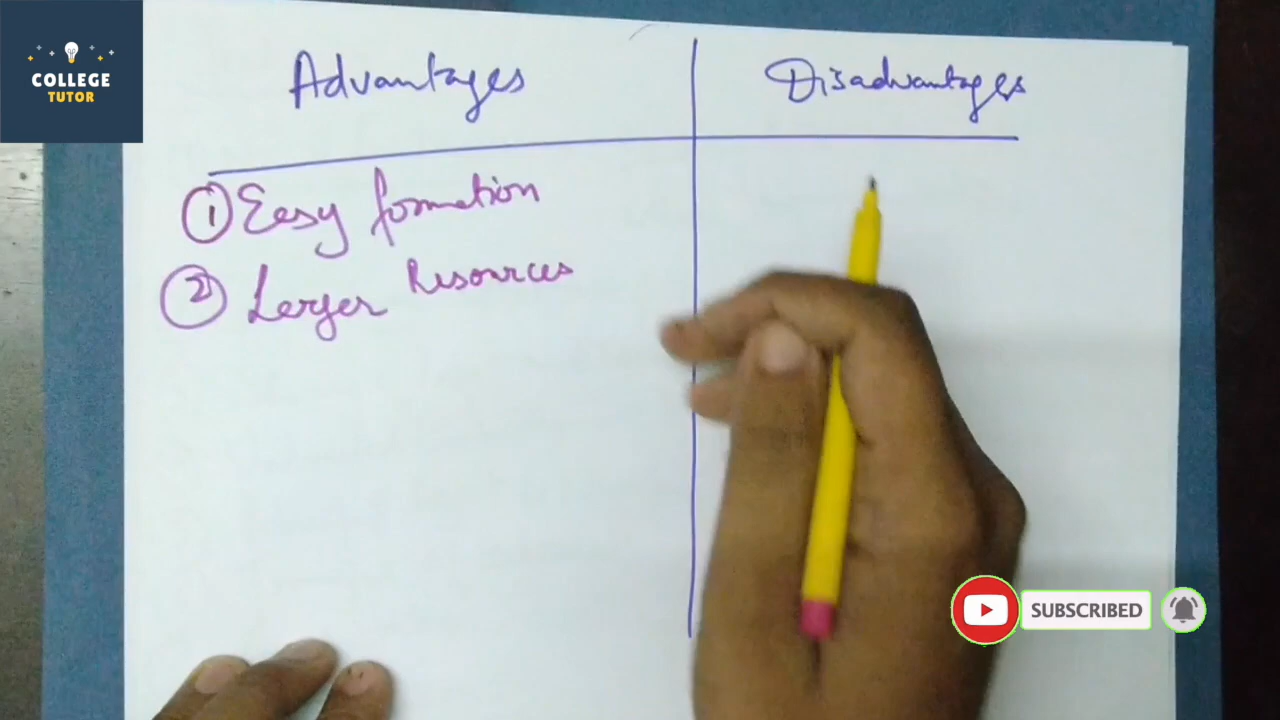 COLLEGE
TUTOR
Advantages
Disadvantages
① Easy formation
② Larger Resources
SUBSCRIBED